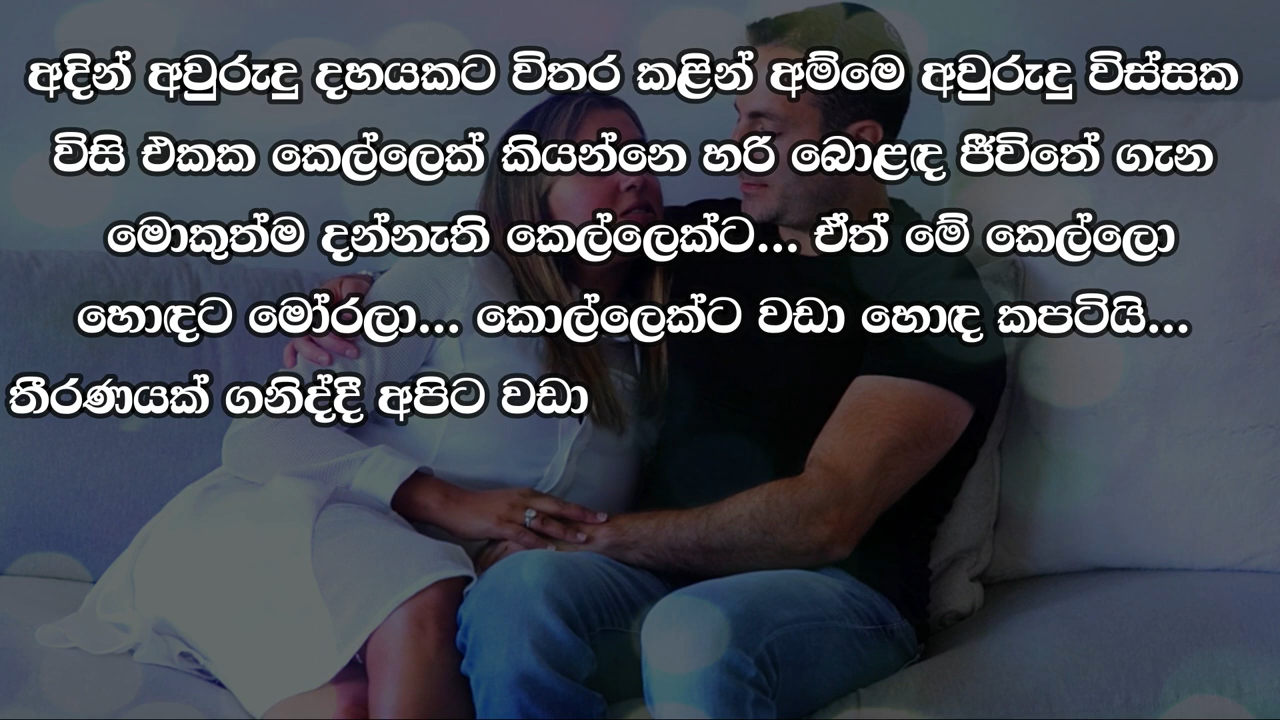 අදින් අවුරුදු දහයකට විතර කළින් අම්මෙ අවුරුදු විස්සක
විසි එකක කෙල්ලෙක් කියන්නෙ හරි බොළඳ ජීවිතේ ගැන
මොකුත්ම දන්නැති කෙල්ලෙක්ට... ඒත් මේ කෙල්ලො
හොඳට මෝරලා... කොල්ලෙක්ට වඩා හොඳ කපටියි...
තීරණයක් ගනිද්දී අපිට වඩා